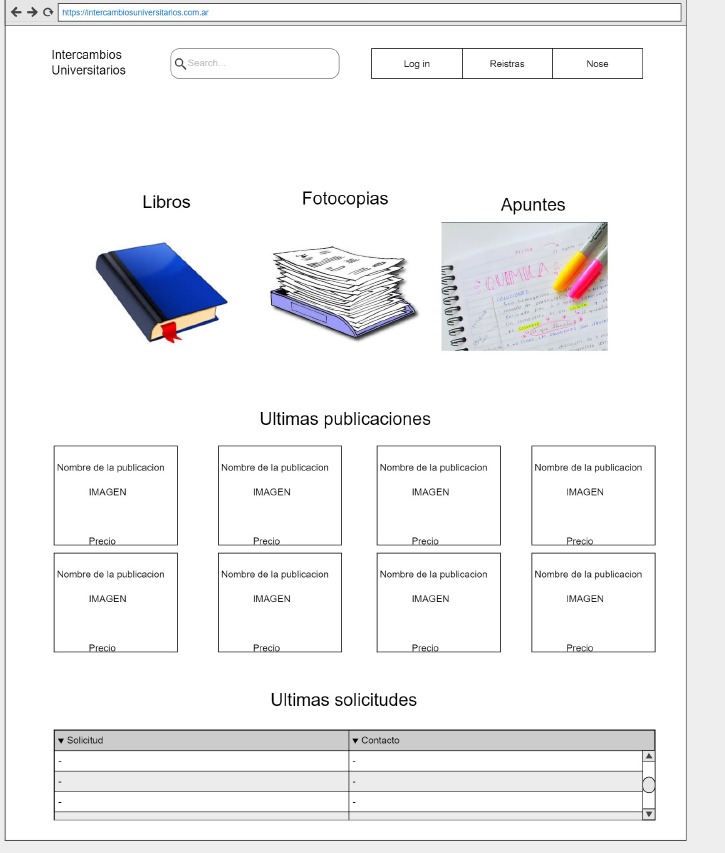 https://intercambiosuniversitarios.com.ar
Intercambios
Universitarios
Search...
Log in
Reistras
Nose
Libros
Fotocopias
Apuntes
QUIMICA
Ultimas publicaciones
Nombre de la publicacion
IMAGEN
Precio
Nombre de la publicacion
IMAGEN
Precio
Nombre de la publicacion
IMAGEN
Precio
Nombre de la publicacion
IMAGEN
Precio
Nombre de la publicacion
IMAGEN
Precio
Nombre de la publicacion
IMAGEN
Precio
Nombre de la publicacion
IMAGEN
Precio
Nombre de la publicacion
IMAGEN
Precio
Ultimas solicitudes
Solicitud Contacto
- -
- -
- -